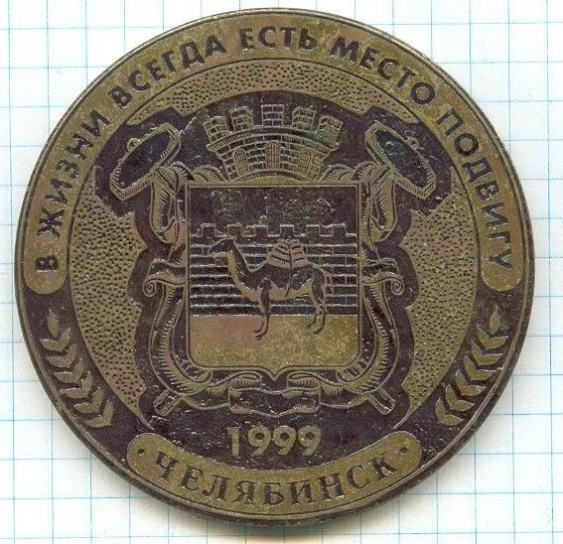 В ЖИЗНИ ВСЕГДА ЕСТЬ МЕСТО ПОДВИГУ
1999
· ЧЕЛЯБИНСК ·